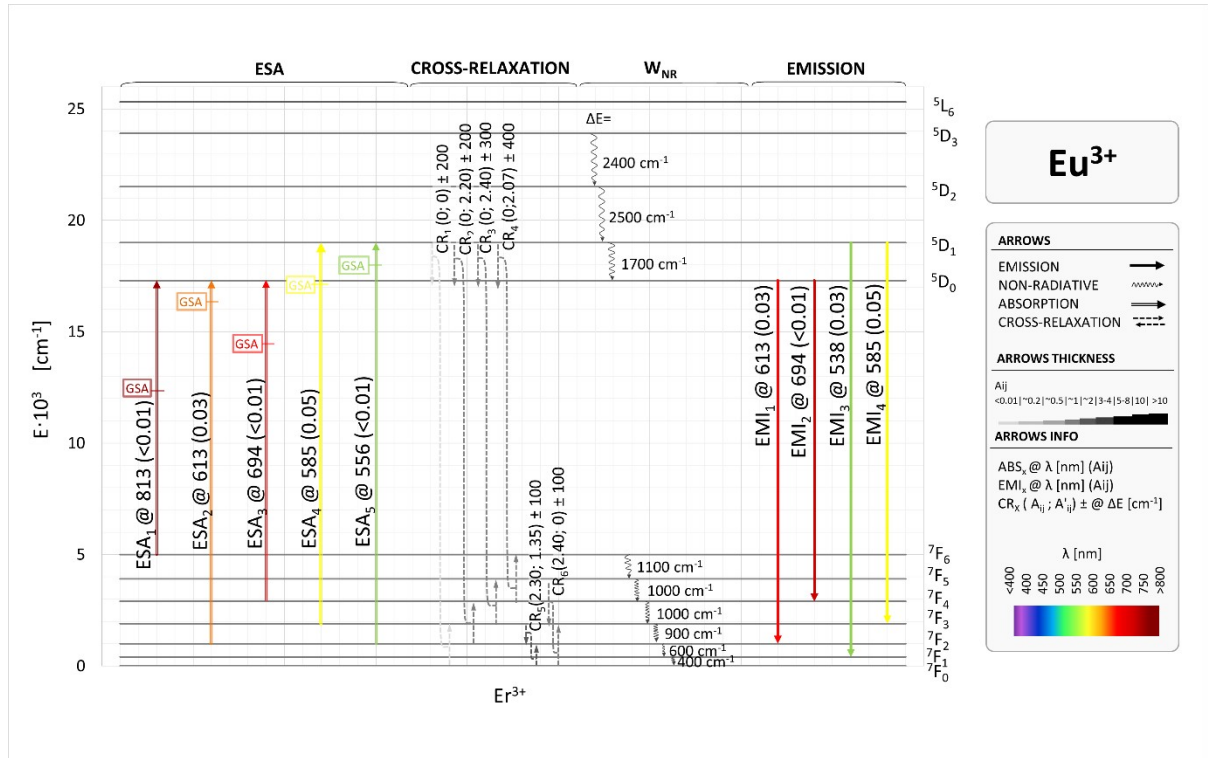 ESA
CROSS-RELAXATION
W_NR
EMISSION
E·10³ [cm⁻¹]
25
20
15
10
5
0
⁵L₆
⁵D₃
⁵D₂
⁵D₁
⁵D₀
⁷F₆
⁷F₅
⁷F₄
⁷F₃
⁷F₂
⁷F₁
⁷F₀
GSA
GSA
GSA
GSA
GSA
ESA₁ @ 813 (<0.01)
ESA₂ @ 613 (0.03)
ESA₃ @ 694 (<0.01)
ESA₄ @ 585 (0.05)
ESA₅ @ 556 (<0.01)
CR₁ (0; 0) ± 200
CR₂ (0; 2.20) ± 200
CR₃ (0; 2.40) ± 300
CR₄ (0;2.07) ± 400
CR₅ (2.30; 1.35) ± 100
CR₆ (2.40; 0) ± 100
ΔE=
2400 cm⁻¹
2500 cm⁻¹
1700 cm⁻¹
1100 cm⁻¹
1000 cm⁻¹
1000 cm⁻¹
900 cm⁻¹
600 cm⁻¹
400 cm⁻¹
EMI₁ @ 613 (0.03)
EMI₂ @ 694 (<0.01)
EMI₃ @ 538 (0.03)
EMI₄ @ 585 (0.05)
Er³⁺
Eu³⁺
ARROWS
EMISSION
NON-RADIATIVE
ABSORPTION
CROSS-RELAXATION
ARROWS THICKNESS
Aij
<0.01|~0.2|~0.5|~1|~2|3-4|5-8|10|>10
ARROWS INFO
ABSₓ @ λ [nm] (Aij)
EMIₓ @ λ [nm] (Aij)
CRₓ ( A_ij ; A'_ij) ± @ ΔE [cm⁻¹]
λ [nm]
<400
400
450
500
550
600
650
700
750
>800